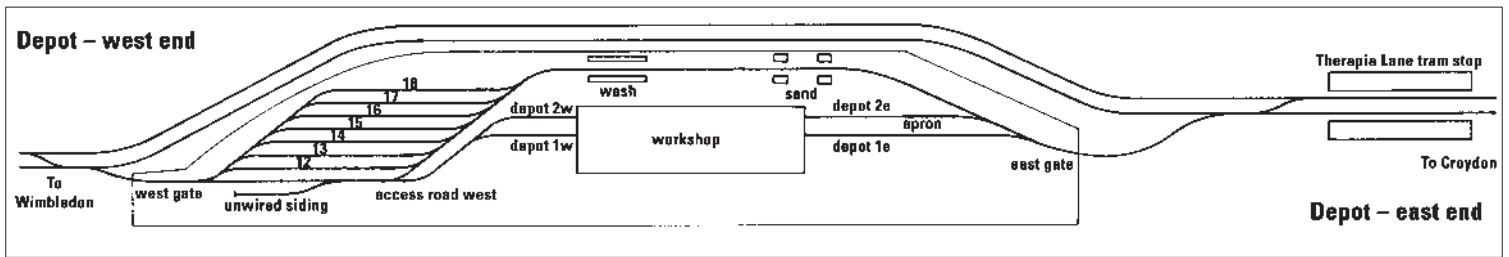 Depot – west end
Therapia Lane tram stop
18
17
16
15
14
13
12
wash
sand
depot 2w
depot 2e
apron
workshop
depot 1w
depot 1e
east gate
To
Wimbledon
west gate
unwired siding
access road west
To Croydon
Depot – east end